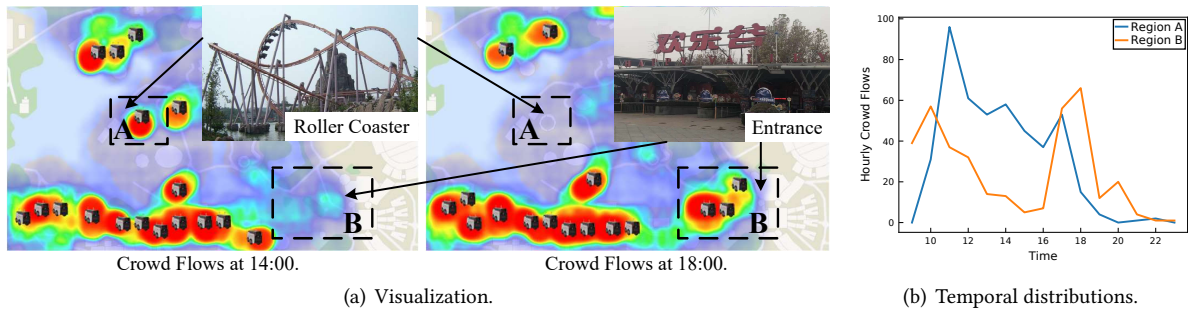 欢乐谷
Roller Coaster
Entrance
A
A
B
B
Crowd Flows at 14:00.
Crowd Flows at 18:00.
(a) Visualization.
100
80
60
40
20
0
Hourly Crowd Flows
Region A
Region B
10
12
14
16
18
20
22
Time
(b) Temporal distributions.